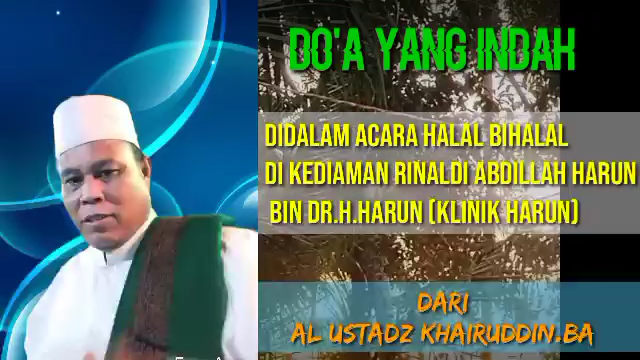 DO'A YANG INDAH
DIDALAM ACARA HALAL BIHALAL
DI KEDIAMAN RINALDI ABDILLAH HARUN
BIN DR.H.HARUN (KLINIK HARUN)
DARI
AL USTADZ KHAIRUDDIN.BA